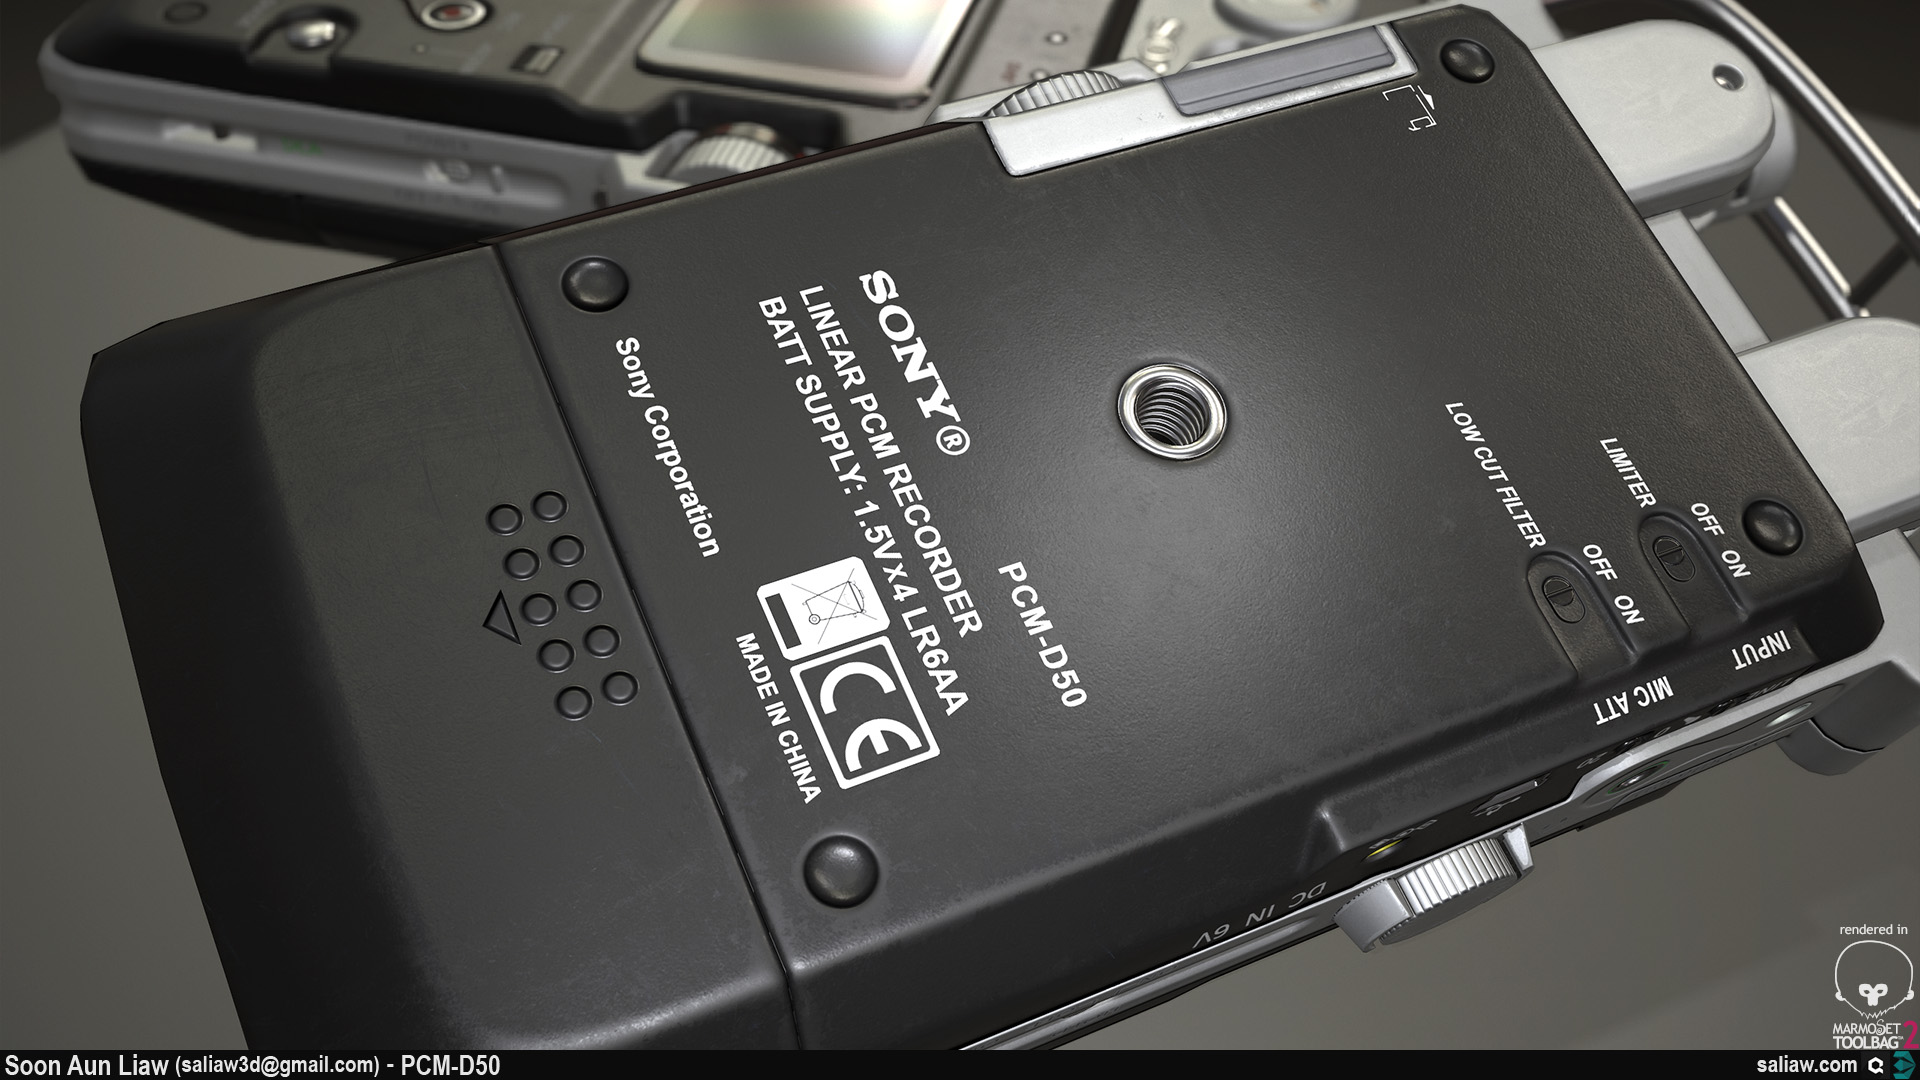 SONY®
LINEAR PCM RECORDER
BATT SUPPLY: 1.5V x4 LR6AA
PCM-D50
Sony Corporation
CE
MADE IN CHINA
LOW CUT FILTER
OFF ON
LIMITER
OFF ON
INPUT
MIC ATT
DC IN 6V
rendered in
MARMOSET
TOOLBAG™ 2
Soon Aun Liaw (saliaw3d@gmail.com) - PCM-D50
saliaw.com